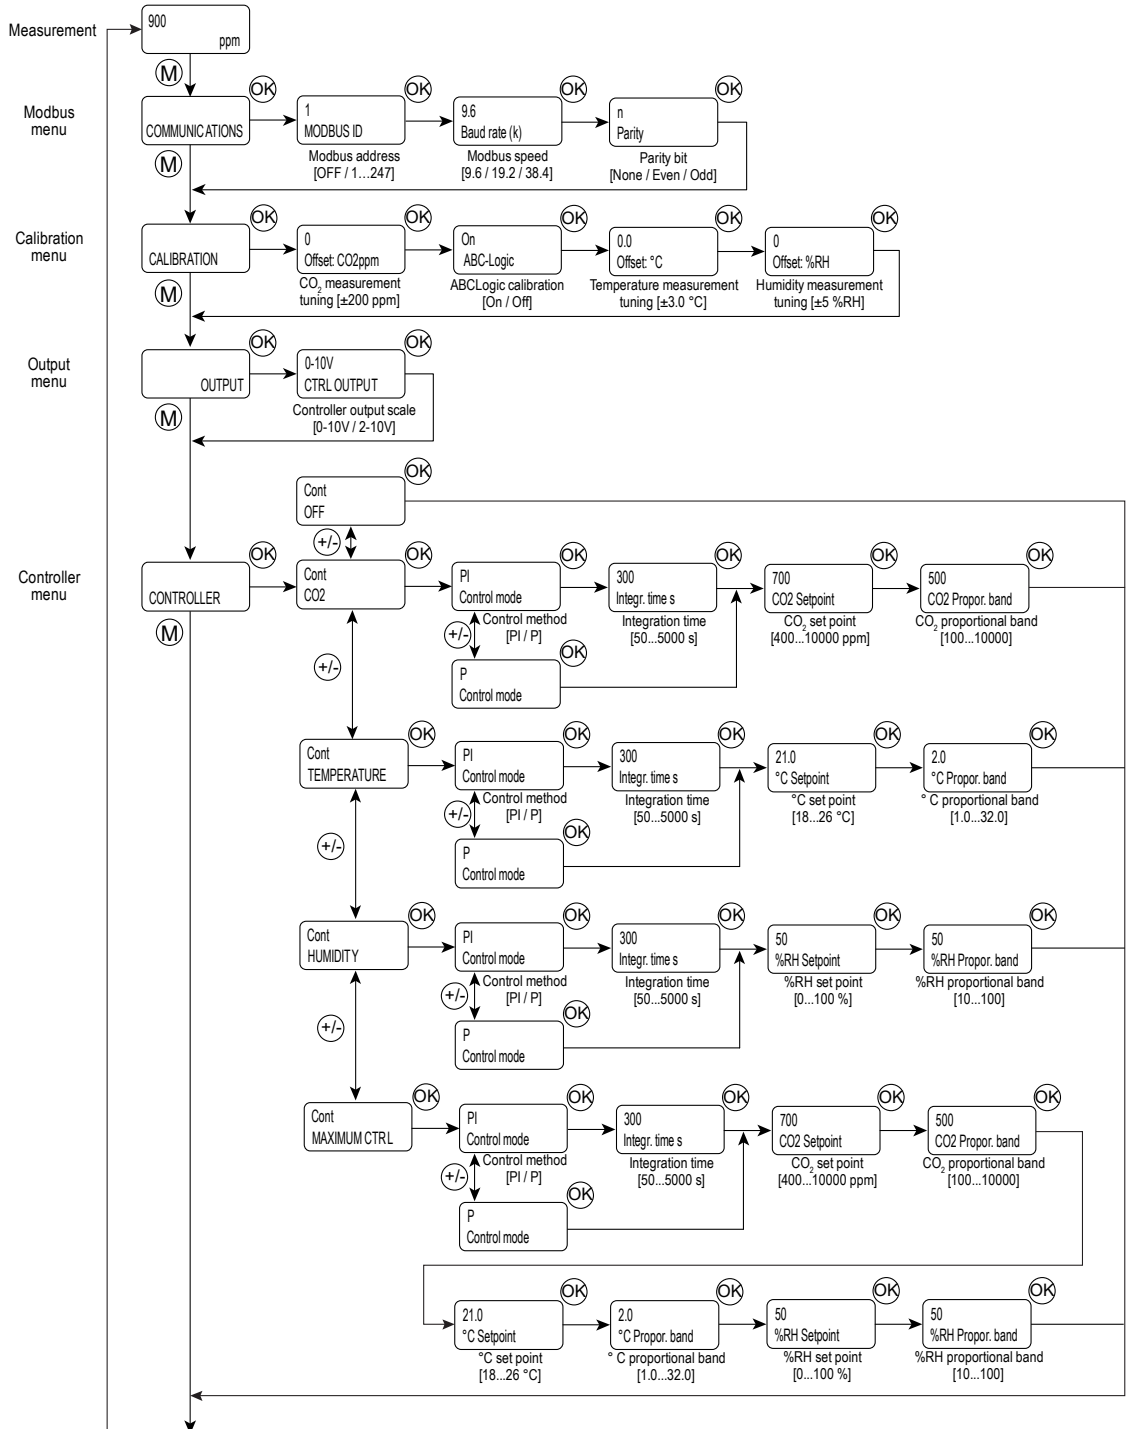 Measurement
900
ppm
M
Modbus
menu
COMMUNICATIONS
OK
1
MODBUS ID
OK
9.6
Baud rate (k)
OK
n
Parity
OK
Modbus address
[OFF / 1...247]
Modbus speed
[9.6 / 19.2 / 38.4]
Parity bit
[None / Even / Odd]
M
Calibration
menu
CALIBRATION
OK
0
Offset: CO2ppm
OK
On
ABC-Logic
OK
0.0
Offset: °C
OK
0
Offset: %RH
OK
CO₂ measurement
tuning [±200 ppm]
ABCLogic calibration
[On / Off]
Temperature measurement
tuning [±3.0 °C]
Humidity measurement
tuning [±5 %RH]
M
Output
menu
OUTPUT
OK
0-10V
CTRL OUTPUT
OK
Controller output scale
[0-10V / 2-10V]
M
Cont
OFF
OK
+/-
Controller
menu
CONTROLLER
OK
Cont
CO2
OK
PI
Control mode
OK
300
Integr. time s
OK
700
CO2 Setpoint
OK
500
CO2 Propor. band
OK
M
+/-
Control method
[PI / P]
Integration time
[50...5000 s]
CO₂ set point
[400...10000 ppm]
CO₂ proportional band
[100...10000]
P
Control mode
OK
+/-
Cont
TEMPERATURE
OK
PI
Control mode
OK
300
Integr. time s
OK
21.0
°C Setpoint
OK
2.0
°C Propor. band
OK
+/-
Control method
[PI / P]
Integration time
[50...5000 s]
°C set point
[18...26 °C]
° C proportional band
[1.0...32.0]
P
Control mode
OK
+/-
Cont
HUMIDITY
OK
PI
Control mode
OK
300
Integr. time s
OK
50
%RH Setpoint
OK
50
%RH Propor. band
OK
+/-
Control method
[PI / P]
Integration time
[50...5000 s]
%RH set point
[0...100 %]
%RH proportional band
[10...100]
P
Control mode
OK
+/-
Cont
MAXIMUM CTRL
OK
PI
Control mode
OK
300
Integr. time s
OK
700
CO2 Setpoint
OK
500
CO2 Propor. band
OK
+/-
Control method
[PI / P]
Integration time
[50...5000 s]
CO₂ set point
[400...10000 ppm]
CO₂ proportional band
[100...10000]
P
Control mode
OK
21.0
°C Setpoint
OK
2.0
°C Propor. band
OK
50
%RH Setpoint
OK
50
%RH Propor. band
OK
°C set point
[18...26 °C]
° C proportional band
[1.0...32.0]
%RH set point
[0...100 %]
%RH proportional band
[10...100]